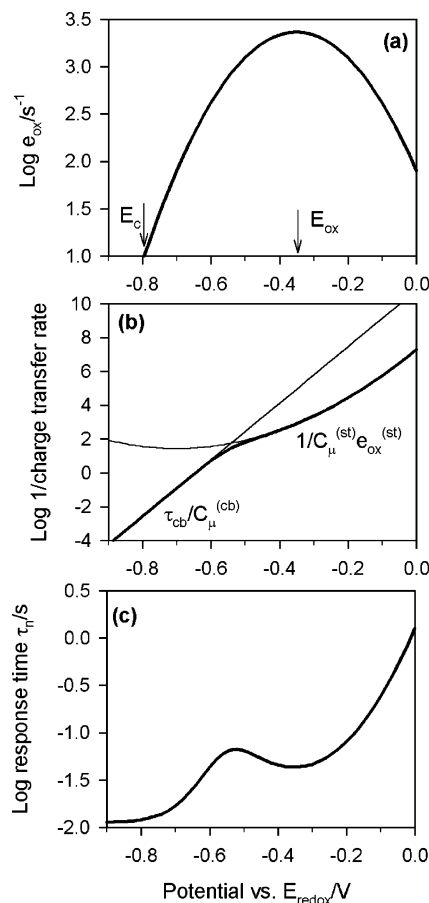 (a)
Log e_ox/s^-1
3.5
3.0
2.5
2.0
1.5
1.0
E_c
E_ox
-0.8 -0.6 -0.4 -0.2 0.0
(b)
Log 1/charge transfer rate
10
8
6
4
2
0
-2
-4
1/C_μ^(st) e_ox^(st)
τ_cb/C_μ^(cb)
-0.8 -0.6 -0.4 -0.2 0.0
(c)
Log response time τ_n/s
0.5
0.0
-0.5
-1.0
-1.5
-2.0
-0.8 -0.6 -0.4 -0.2 0.0
Potential vs. E_redox/V